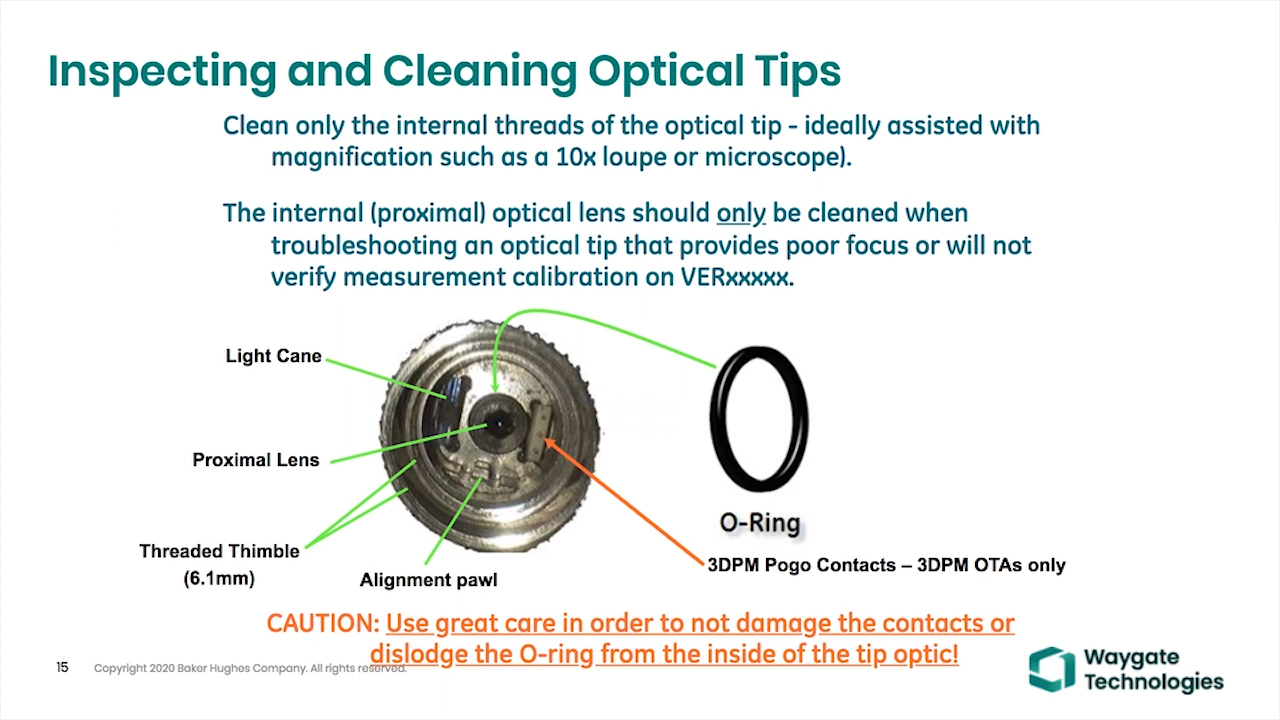 Inspecting and Cleaning Optical Tips
Clean only the internal threads of the optical tip - ideally assisted with
magnification such as a 10x loupe or microscope).
The internal (proximal) optical lens should only be cleaned when
troubleshooting an optical tip that provides poor focus or will not
verify measurement calibration on VERxxxxx.
Light Cane
Proximal Lens
Threaded Thimble
(6.1mm)
Alignment pawl
O-Ring
3DPM Pogo Contacts – 3DPM OTAs only
CAUTION: Use great care in order to not damage the contacts or
dislodge the O-ring from the inside of the tip optic!
15
Copyright 2020 Baker Hughes Company. All rights reserved.
Waygate
Technologies